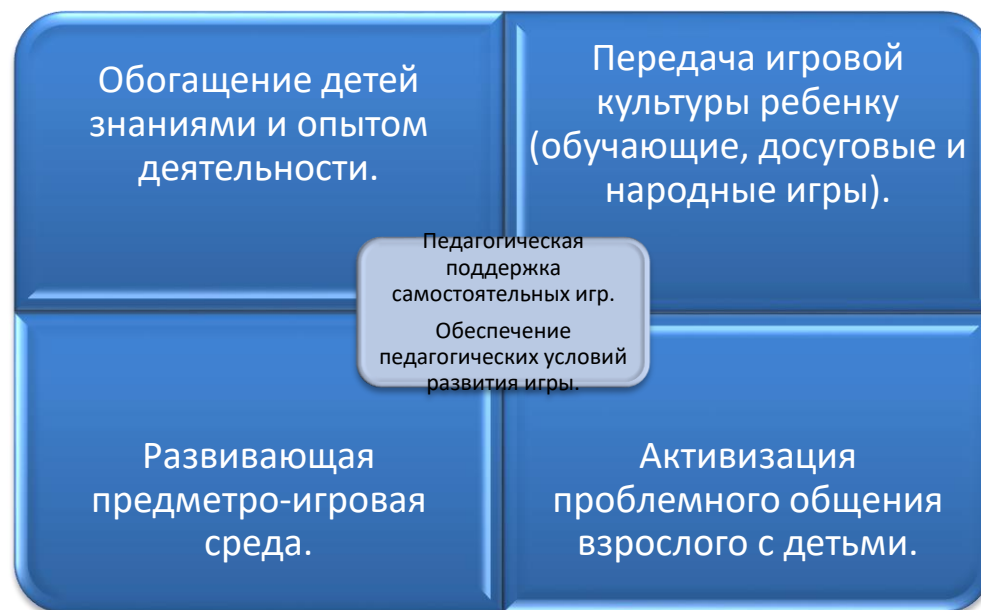 Обогащение детей
знаниями и опытом
деятельности.
Передача игровой
культуры ребенку
(обучающие, досуговые и
народные игры).
Педагогическая
поддержка
самостоятельных игр.
Обеспечение
педагогических условий
развития игры.
Развивающая
предметро-игровая
среда.
Активизация
проблемного общения
взрослого с детьми.